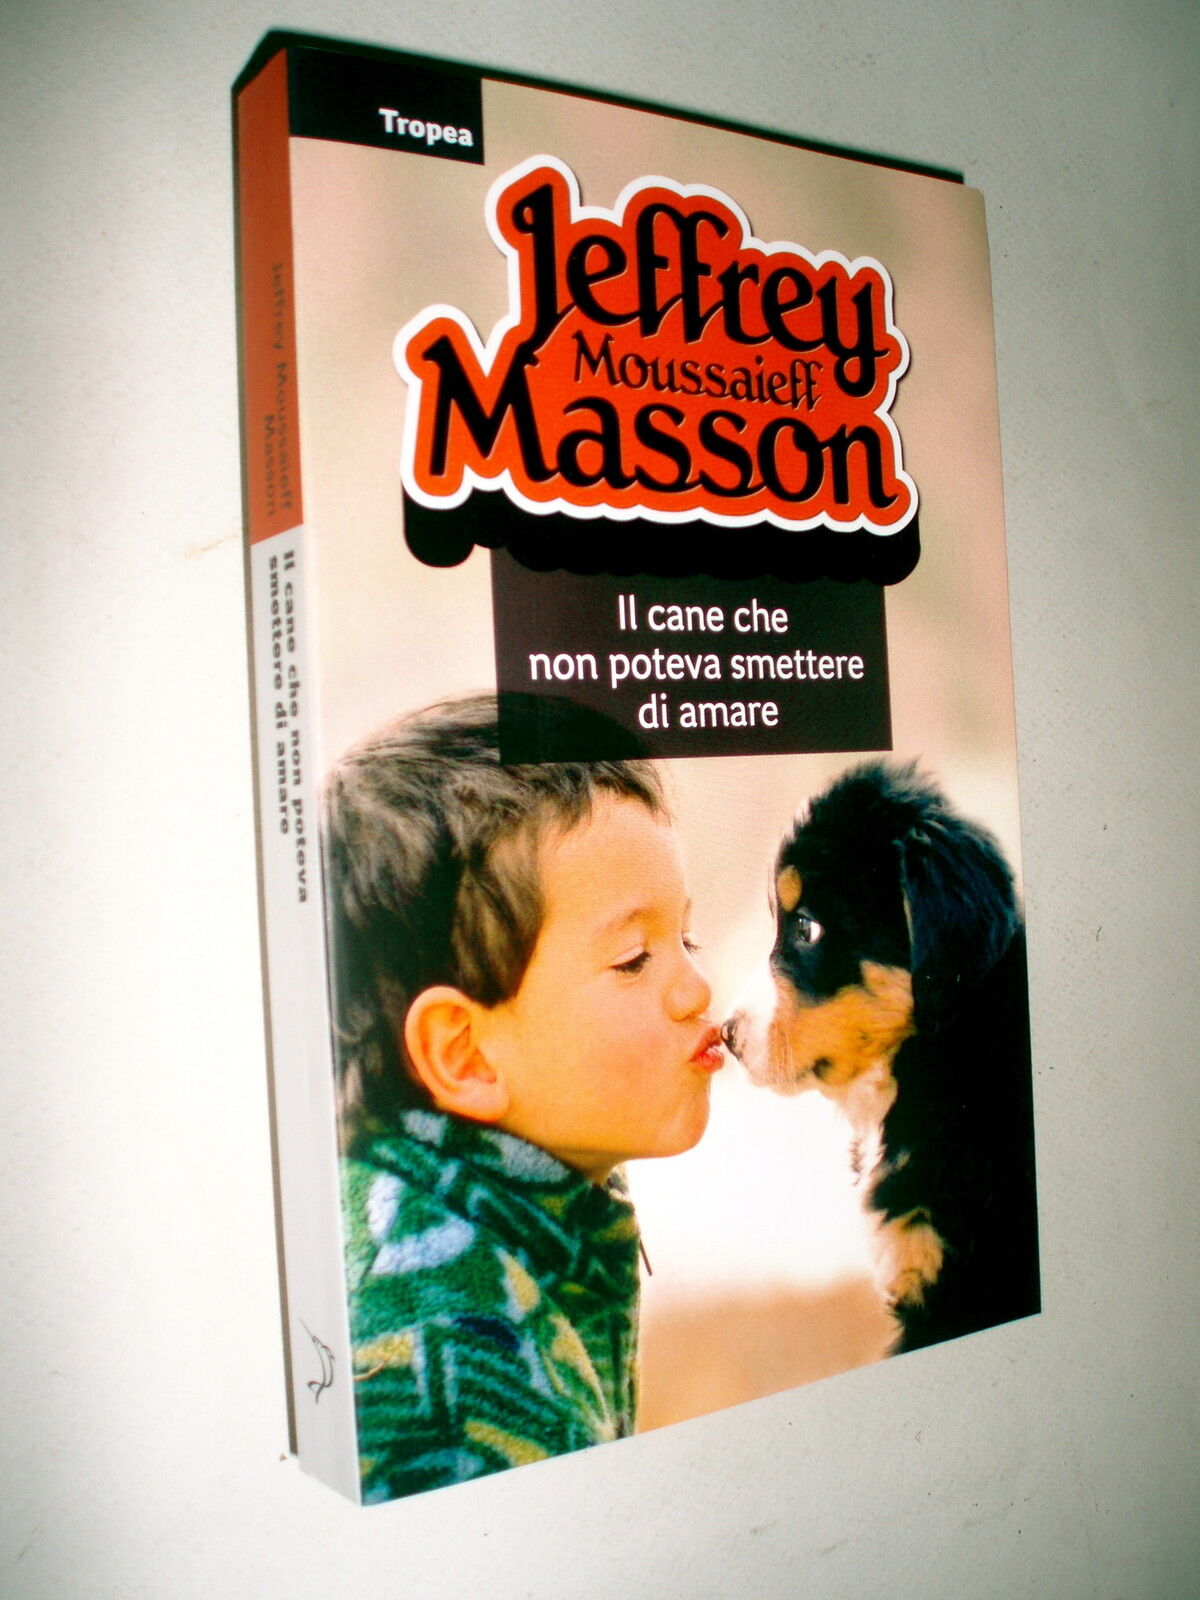 Tropea
Jeffrey
Moussaieff
Masson
Il cane che
non poteva smettere
di amare
Jeffrey Moussaieff
Masson
Il cane che non poteva
smettere di amare